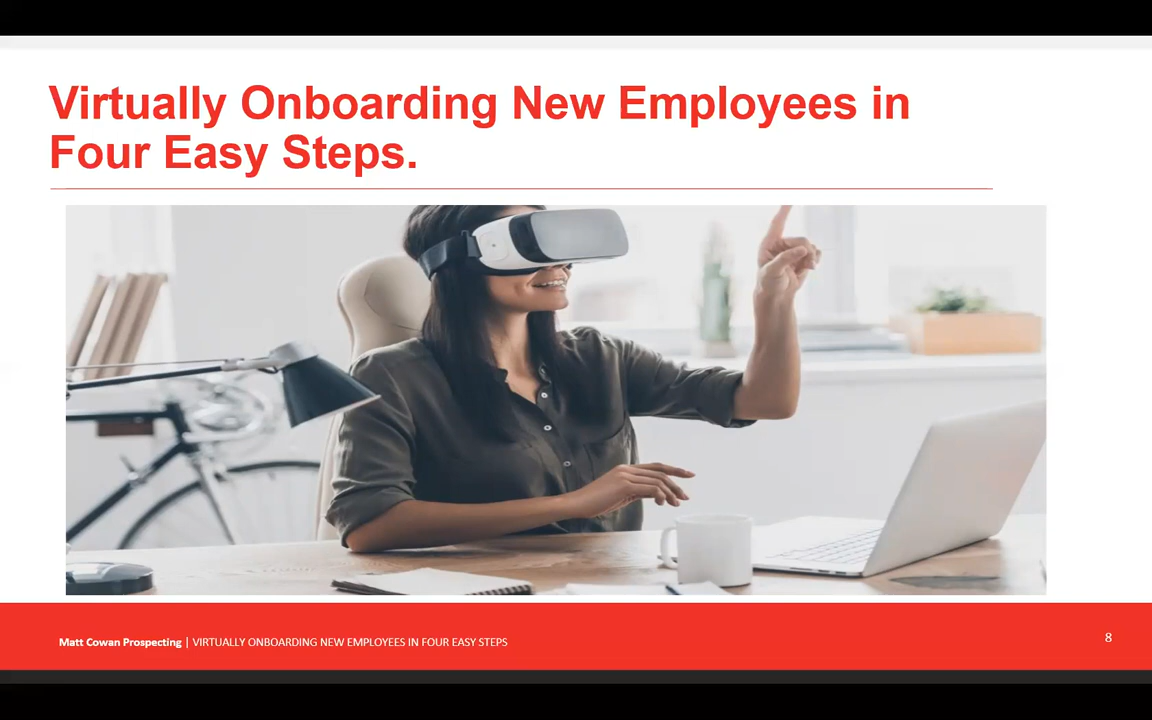 Virtually Onboarding New Employees in
Four Easy Steps.
Matt Cowan Prospecting | VIRTUALLY ONBOARDING NEW EMPLOYEES IN FOUR EASY STEPS
8